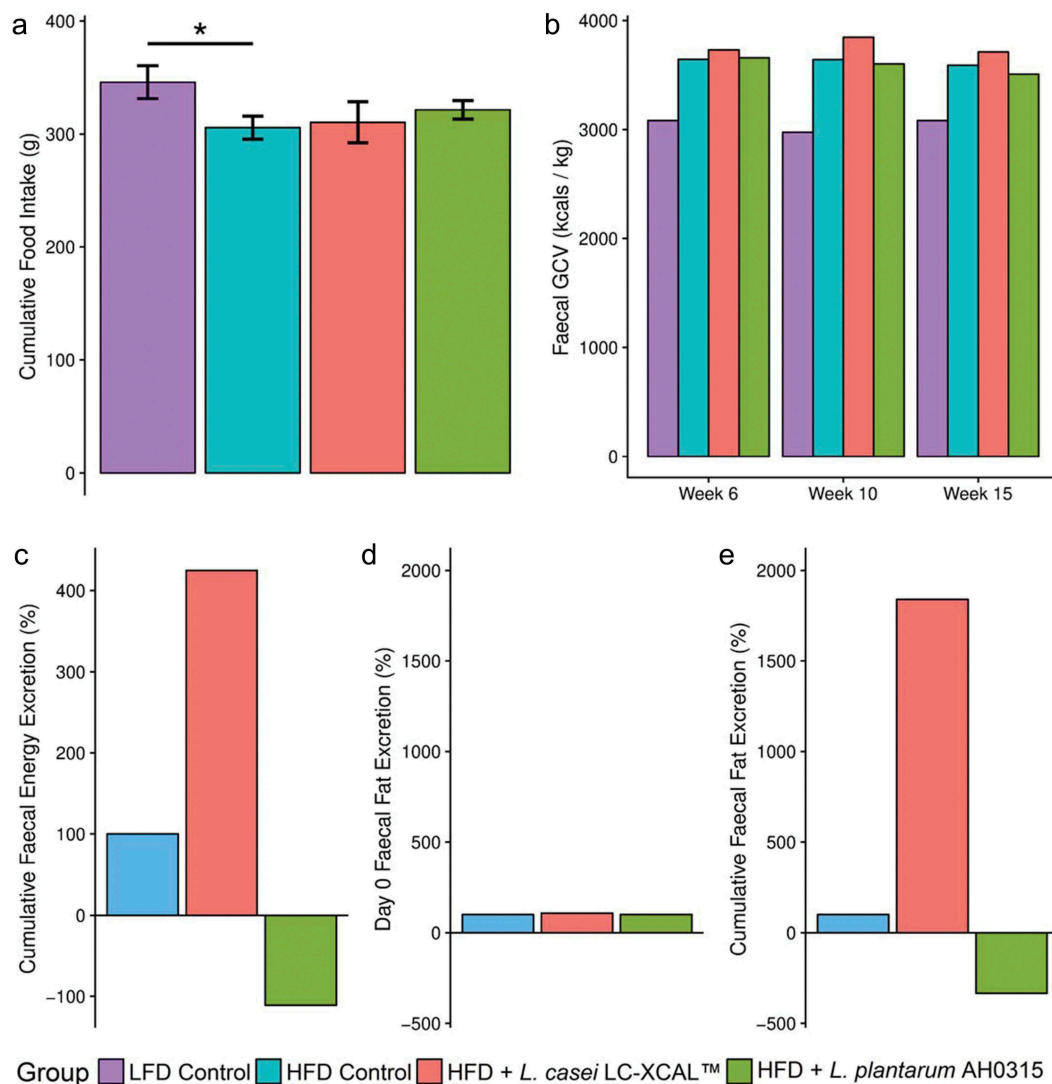 a
*
Cumulative Food Intake (g)
400
300
200
100
0
b
Faecal GCV (kcals / kg)
4000
3000
2000
1000
0
Week 6 Week 10 Week 15
c
Cumulative Faecal Energy Excretion (%)
400
300
200
100
0
−100
d
Day 0 Faecal Fat Excretion (%)
2000
1500
1000
500
0
−500
e
Cumulative Faecal Fat Excretion (%)
2000
1500
1000
500
0
−500
Group LFD Control HFD Control HFD + L. casei LC-XCAL™ HFD + L. plantarum AH0315